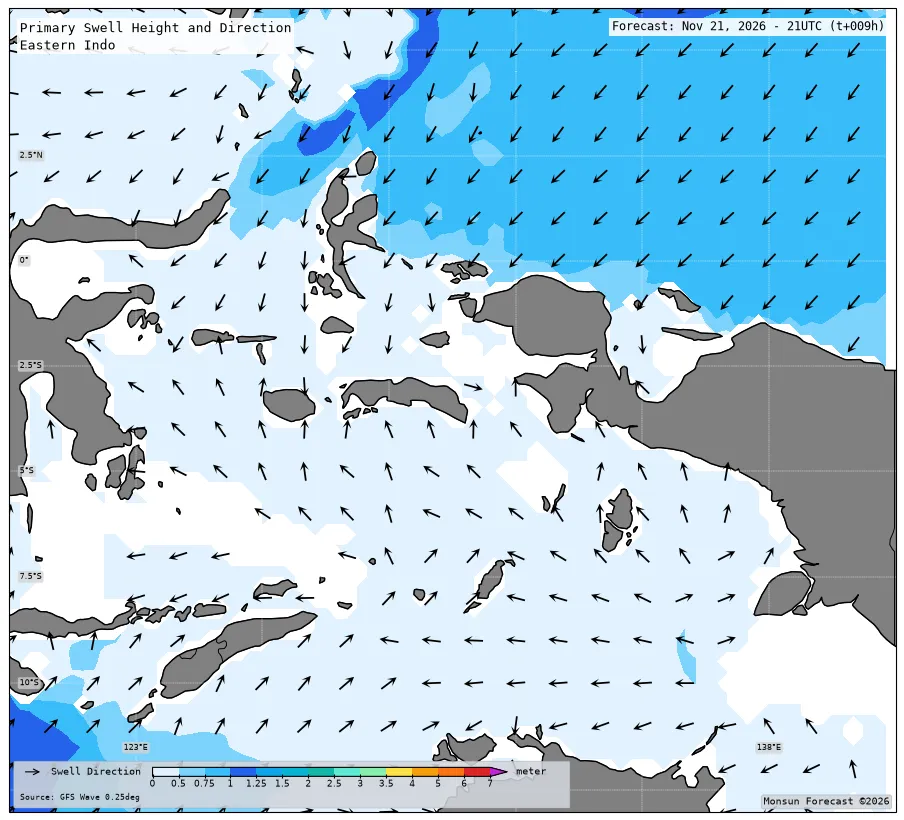 Primary Swell Height and Direction
Eastern Indo
Forecast: Nov 21, 2026 - 21UTC (t+009h)
2.5°N
0°
2.5°S
5°S
7.5°S
10°S
123°E
138°E
Swell Direction
0 0.5 0.75 1 1.25 1.5 1.75 2 2.5 3 3.5 4 5 6 7
meter
Source: GFS Wave 0.25deg
Monsun Forecast ©2026